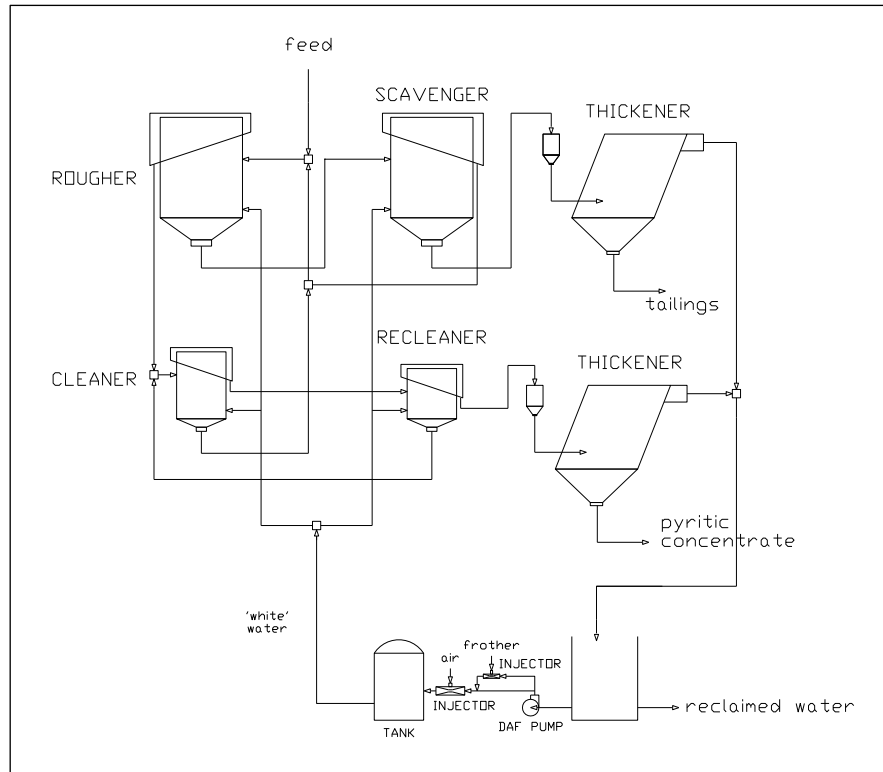 feed
SCAVENGER
THICKENER
ROUGHER
tailings
RECLEANER
THICKENER
CLEANER
pyritic
concentrate
'white'
water
frother
air
INJECTOR
INJECTOR
reclaimed water
DAF PUMP
TANK